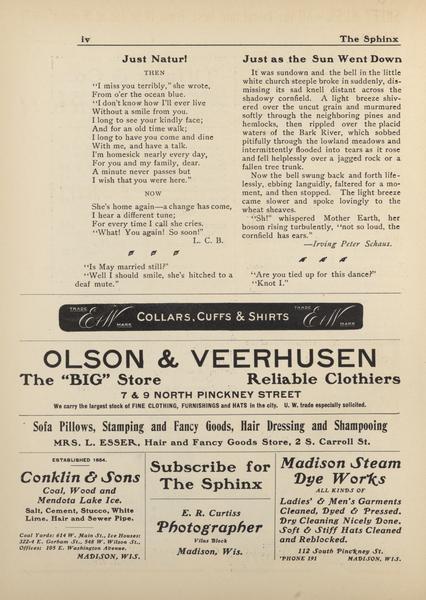 iv
The Sphinx
Just Natur!
THEN
"I miss you terribly," she wrote,
From o'er the ocean blue.
"I don't know how I'll ever live
Without a smile from you.
I long to see your kindly face;
And for an old time walk;
I long to have you come and dine
With me, and have a talk.
I'm homesick nearly every day,
For you and my family, dear.
A minute never passes but
I wish that you were here."
NOW
She's home again—a change has come,
I hear a different tune;
For every time I call she cries.
"What! You again! So soon!"
L. C. B.
"Is May married still?"
"Well I should smile, she's hitched to a
deaf mute."
Just as the Sun Went Down
It was sundown and the bell in the little
white church steeple broke in suddenly, dis-
missing its sad knell distant across the
shadowy cornfield. A light breeze shiv-
ered over the uncut grain and murmured
softly through the neighboring pines and
hemlocks, then rippled over the placid
waters of the Bark River, which sobbed
pitifully through the lowland meadows and
intermittently flooded into tears as it rose
and fell helplessly over a jagged rock or a
fallen tree trunk.
Now the bell swung back and forth life-
lessly, ebbing languidly, faltered for a mo-
ment, and then stopped. The light breeze
came slower and spoke lovingly to the
wheat sheaves.
"Sh!" whispered Mother Earth, her
bosom rising turbulently, "not so loud, the
cornfield has ears."
—Irving Peter Schaus.
"Are you tied up for this dance?"
"Knot I."
TRADE E&W MARK COLLARS, CUFFS & SHIRTS TRADE E&W MARK
OLSON & VEERHUSEN
The "BIG" Store Reliable Clothiers
7 & 9 NORTH PINCKNEY STREET
We carry the largest stock of FINE CLOTHING, FURNISHINGS and HATS in the city. U. W. trade especially solicited.
Sofa Pillows, Stamping and Fancy Goods, Hair Dressing and Shampooing
MRS. L. ESSER, Hair and Fancy Goods Store, 2 S. Carroll St.
ESTABLISHED 1854.
Conklin & Sons
Coal, Wood and
Mendota Lake Ice.
Salt, Cement, Stucco, White
Lime, Hair and Sewer Pipe.
Coal Yards: 614 W. Main St., Ice Houses:
322-4 E. Gorham St., 548 W. Wilson St.,
Offices: 105 E. Washington Avenue.
MADISON, WIS.
Subscribe for
The Sphinx
E. R. Curtiss
Photographer
Vilas Block
Madison, Wis.
Madison Steam
Dye Works
ALL KINDS OF
Ladies' & Men's Garments
Cleaned, Dyed & Pressed.
Dry Cleaning Nicely Done.
Soft & Stiff Hats Cleaned
and Reblocked.
112 South Pinckney St.
'PHONE 191 MADISON, WIS.